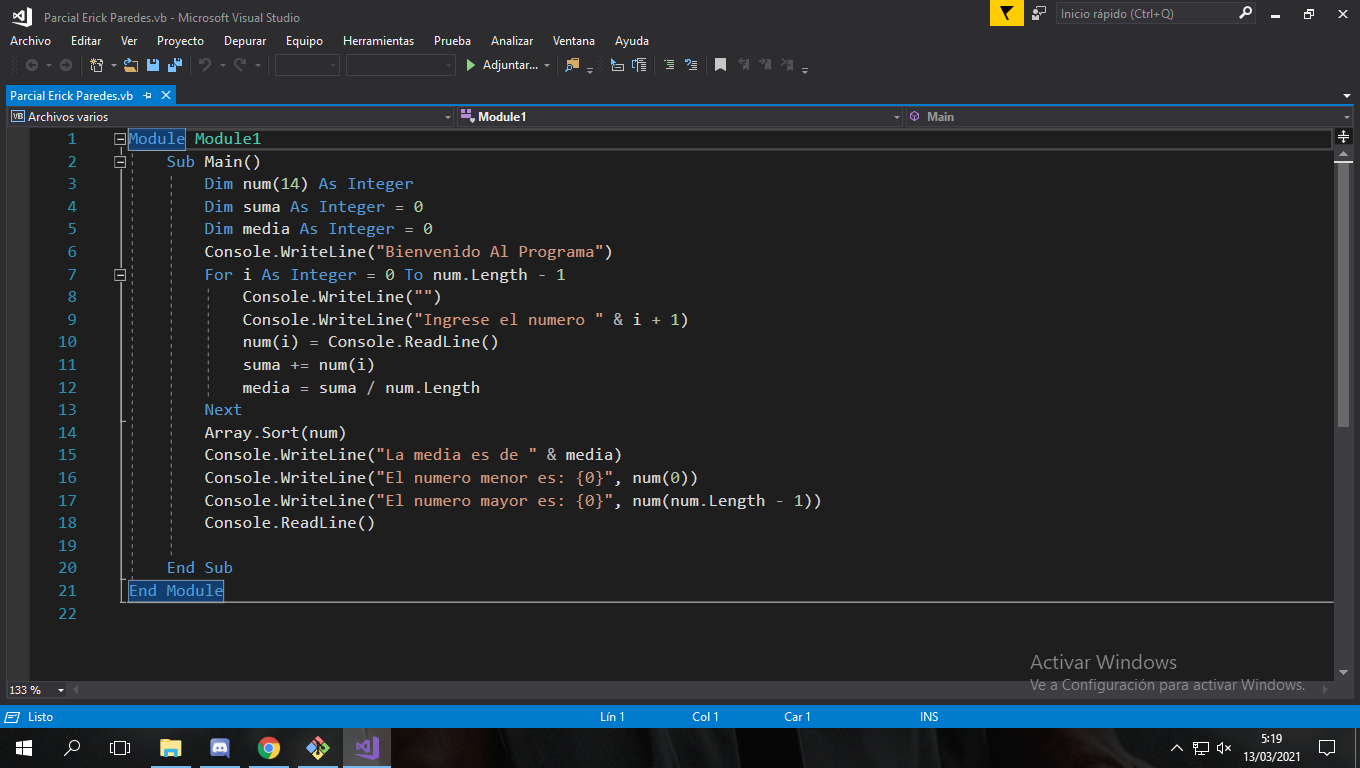 Parcial Erick Paredes.vb - Microsoft Visual Studio
Inicio rápido (Ctrl+Q)
Archivo Editar Ver Proyecto Depurar Equipo Herramientas Prueba Analizar Ventana Ayuda
Adjuntar...
Parcial Erick Paredes.vb
VB Archivos varios Module1 Main
1 Module Module1
2 Sub Main()
3 Dim num(14) As Integer
4 Dim suma As Integer = 0
5 Dim media As Integer = 0
6 Console.WriteLine("Bienvenido Al Programa")
7 For i As Integer = 0 To num.Length - 1
8 Console.WriteLine("")
9 Console.WriteLine("Ingrese el numero " & i + 1)
10 num(i) = Console.ReadLine()
11 suma += num(i)
12 media = suma / num.Length
13 Next
14 Array.Sort(num)
15 Console.WriteLine("La media es de " & media)
16 Console.WriteLine("El numero menor es: {0}", num(0))
17 Console.WriteLine("El numero mayor es: {0}", num(num.Length - 1))
18 Console.ReadLine()
19
20 End Sub
21 End Module
22
Activar Windows
Ve a Configuración para activar Windows.
133 %
Listo Lín 1 Col 1 Car 1 INS
5:19
13/03/2021